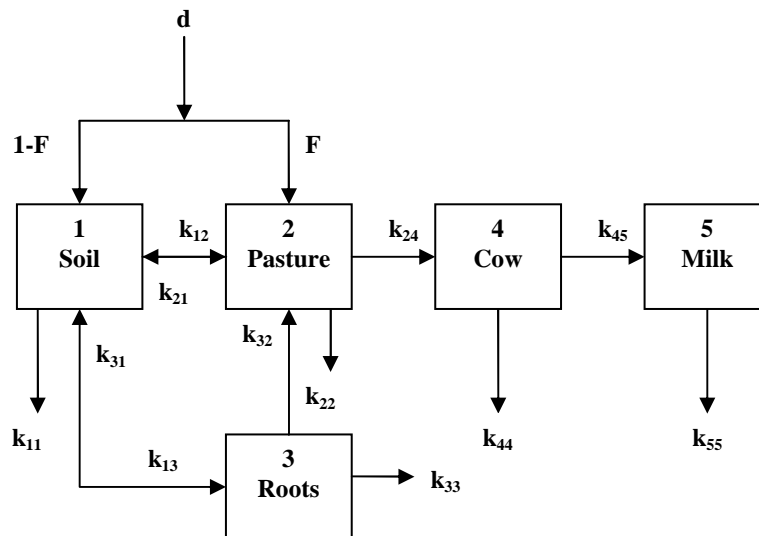 d
1-F
F
1
Soil
k12
k21
2
Pasture
k24
4
Cow
k45
5
Milk
k31
k32
k22
k11
k13
3
Roots
k33
k44
k55